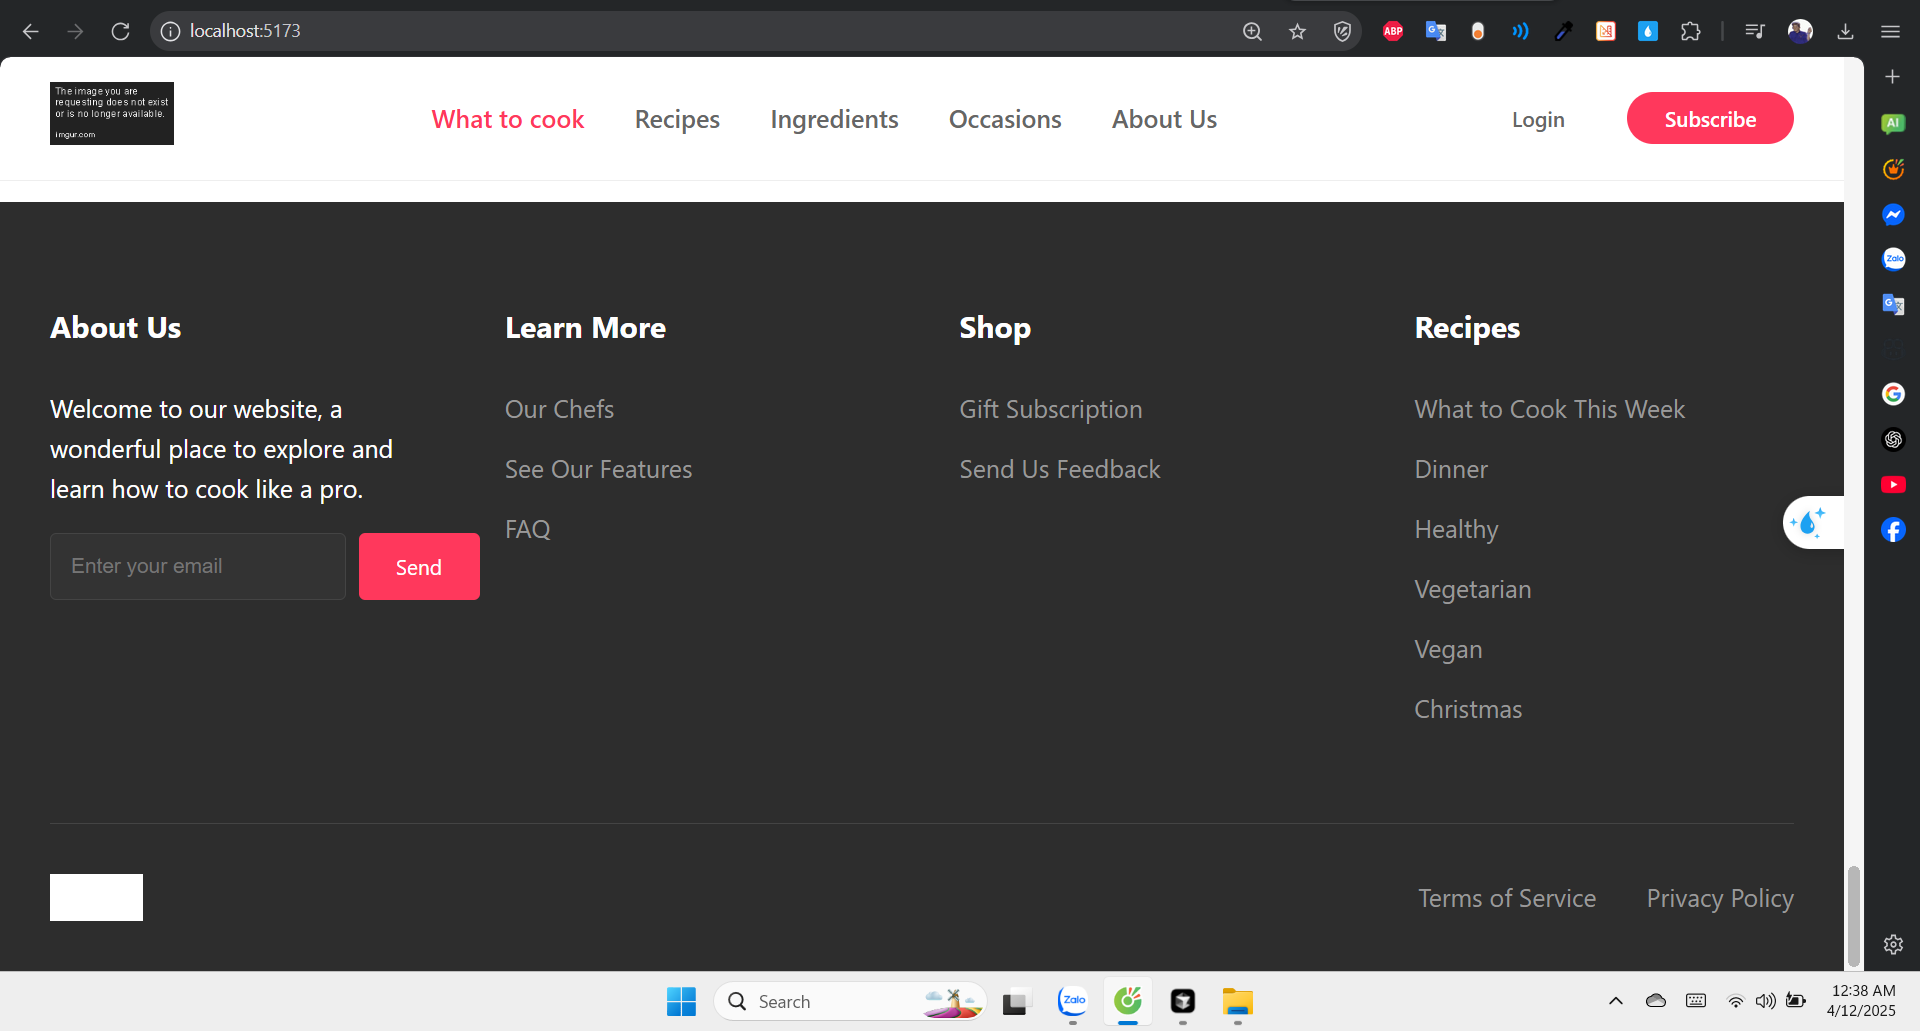 localhost:5173
ABP
The image you are
requesting does not exist
or is no longer available.
imgur.com
What to cook
Recipes
Ingredients
Occasions
About Us
Login
Subscribe
AI
Zalo
About Us
Welcome to our website, a
wonderful place to explore and
learn how to cook like a pro.
Enter your email
Send
Learn More
Our Chefs
See Our Features
FAQ
Shop
Gift Subscription
Send Us Feedback
Recipes
What to Cook This Week
Dinner
Healthy
Vegetarian
Vegan
Christmas
Terms of Service
Privacy Policy
Search
Zalo
12:38 AM
4/12/2025